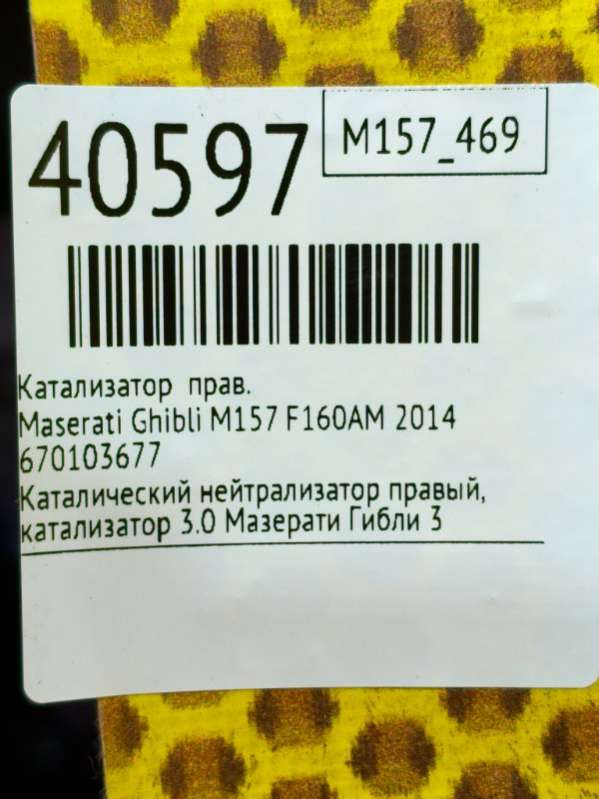 40597
M157_469
Катализатор прав.
Maserati Ghibli M157 F160AM 2014
670103677
Каталический нейтрализатор правый,
катализатор 3.0 Мазерати Гибли 3